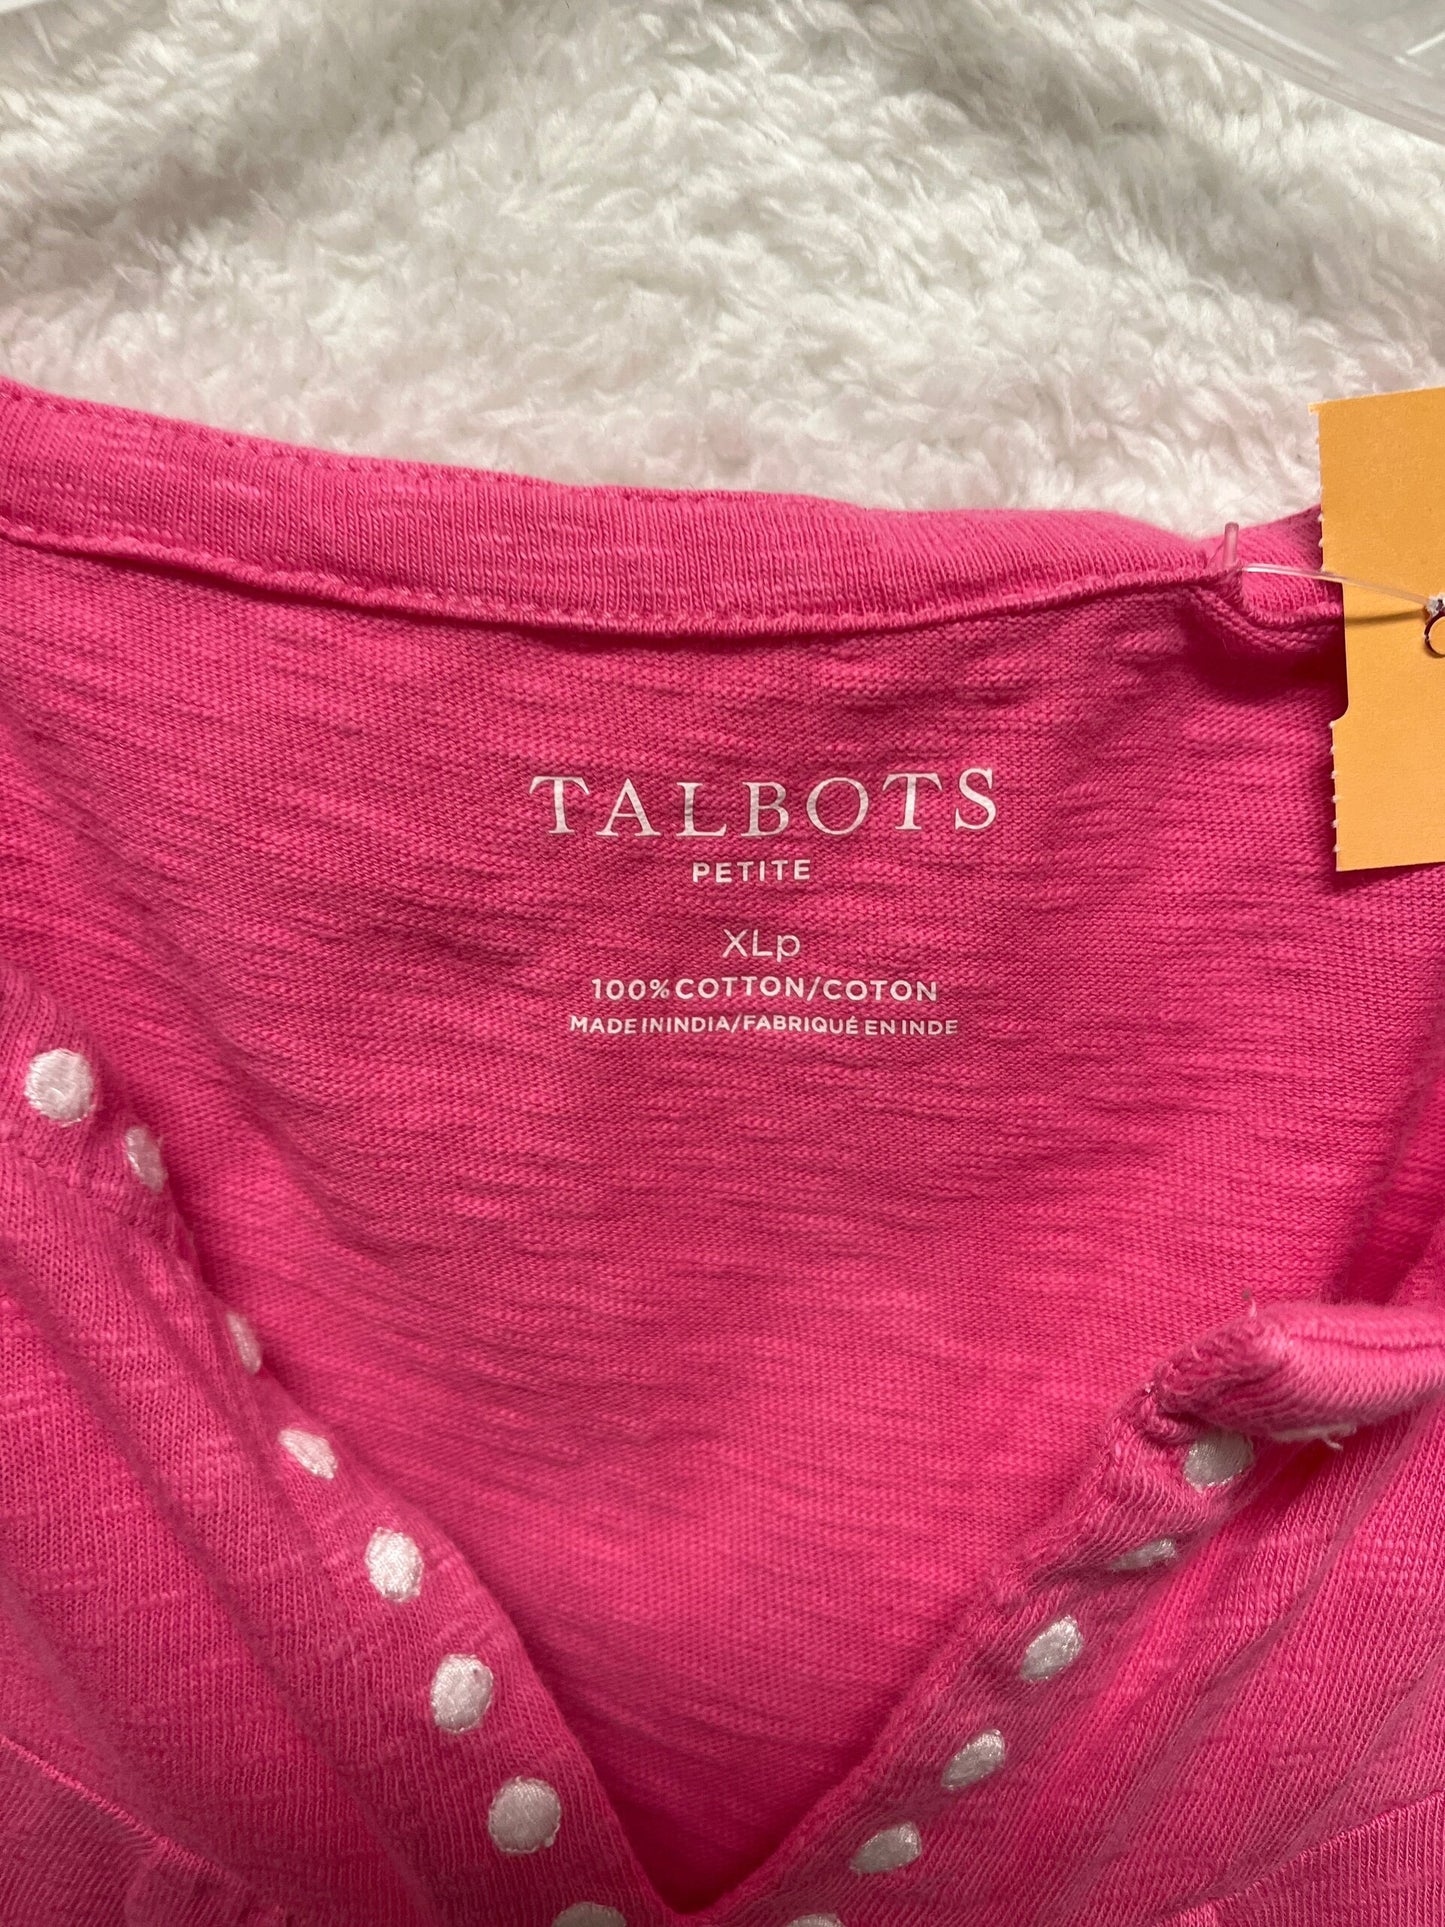 TALBOTS
PETITE
XLp
100% COTTON/COTON
MADE IN INDIA/FABRIQUÉ EN INDE